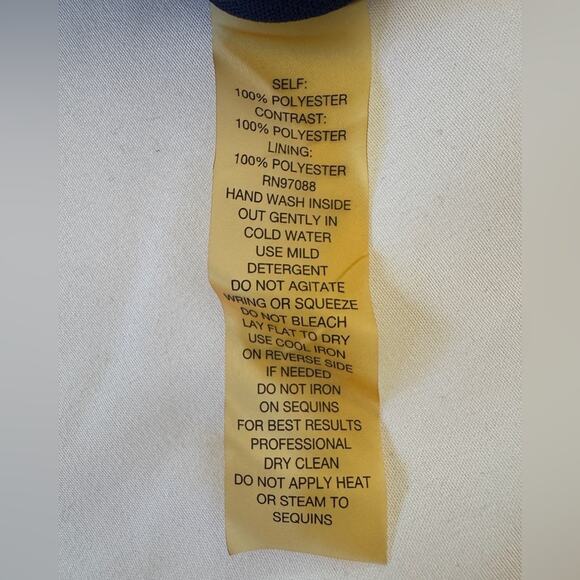 SELF:
100% POLYESTER
CONTRAST:
100% POLYESTER
LINING:
100% POLYESTER
RN97088
HAND WASH INSIDE
OUT GENTLY IN
COLD WATER
USE MILD
DETERGENT
DO NOT AGITATE
WRING OR SQUEEZE
DO NOT BLEACH
LAY FLAT TO DRY
USE COOL IRON
ON REVERSE SIDE
IF NEEDED
DO NOT IRON
ON SEQUINS
FOR BEST RESULTS
PROFESSIONAL
DRY CLEAN
DO NOT APPLY HEAT
OR STEAM TO
SEQUINS